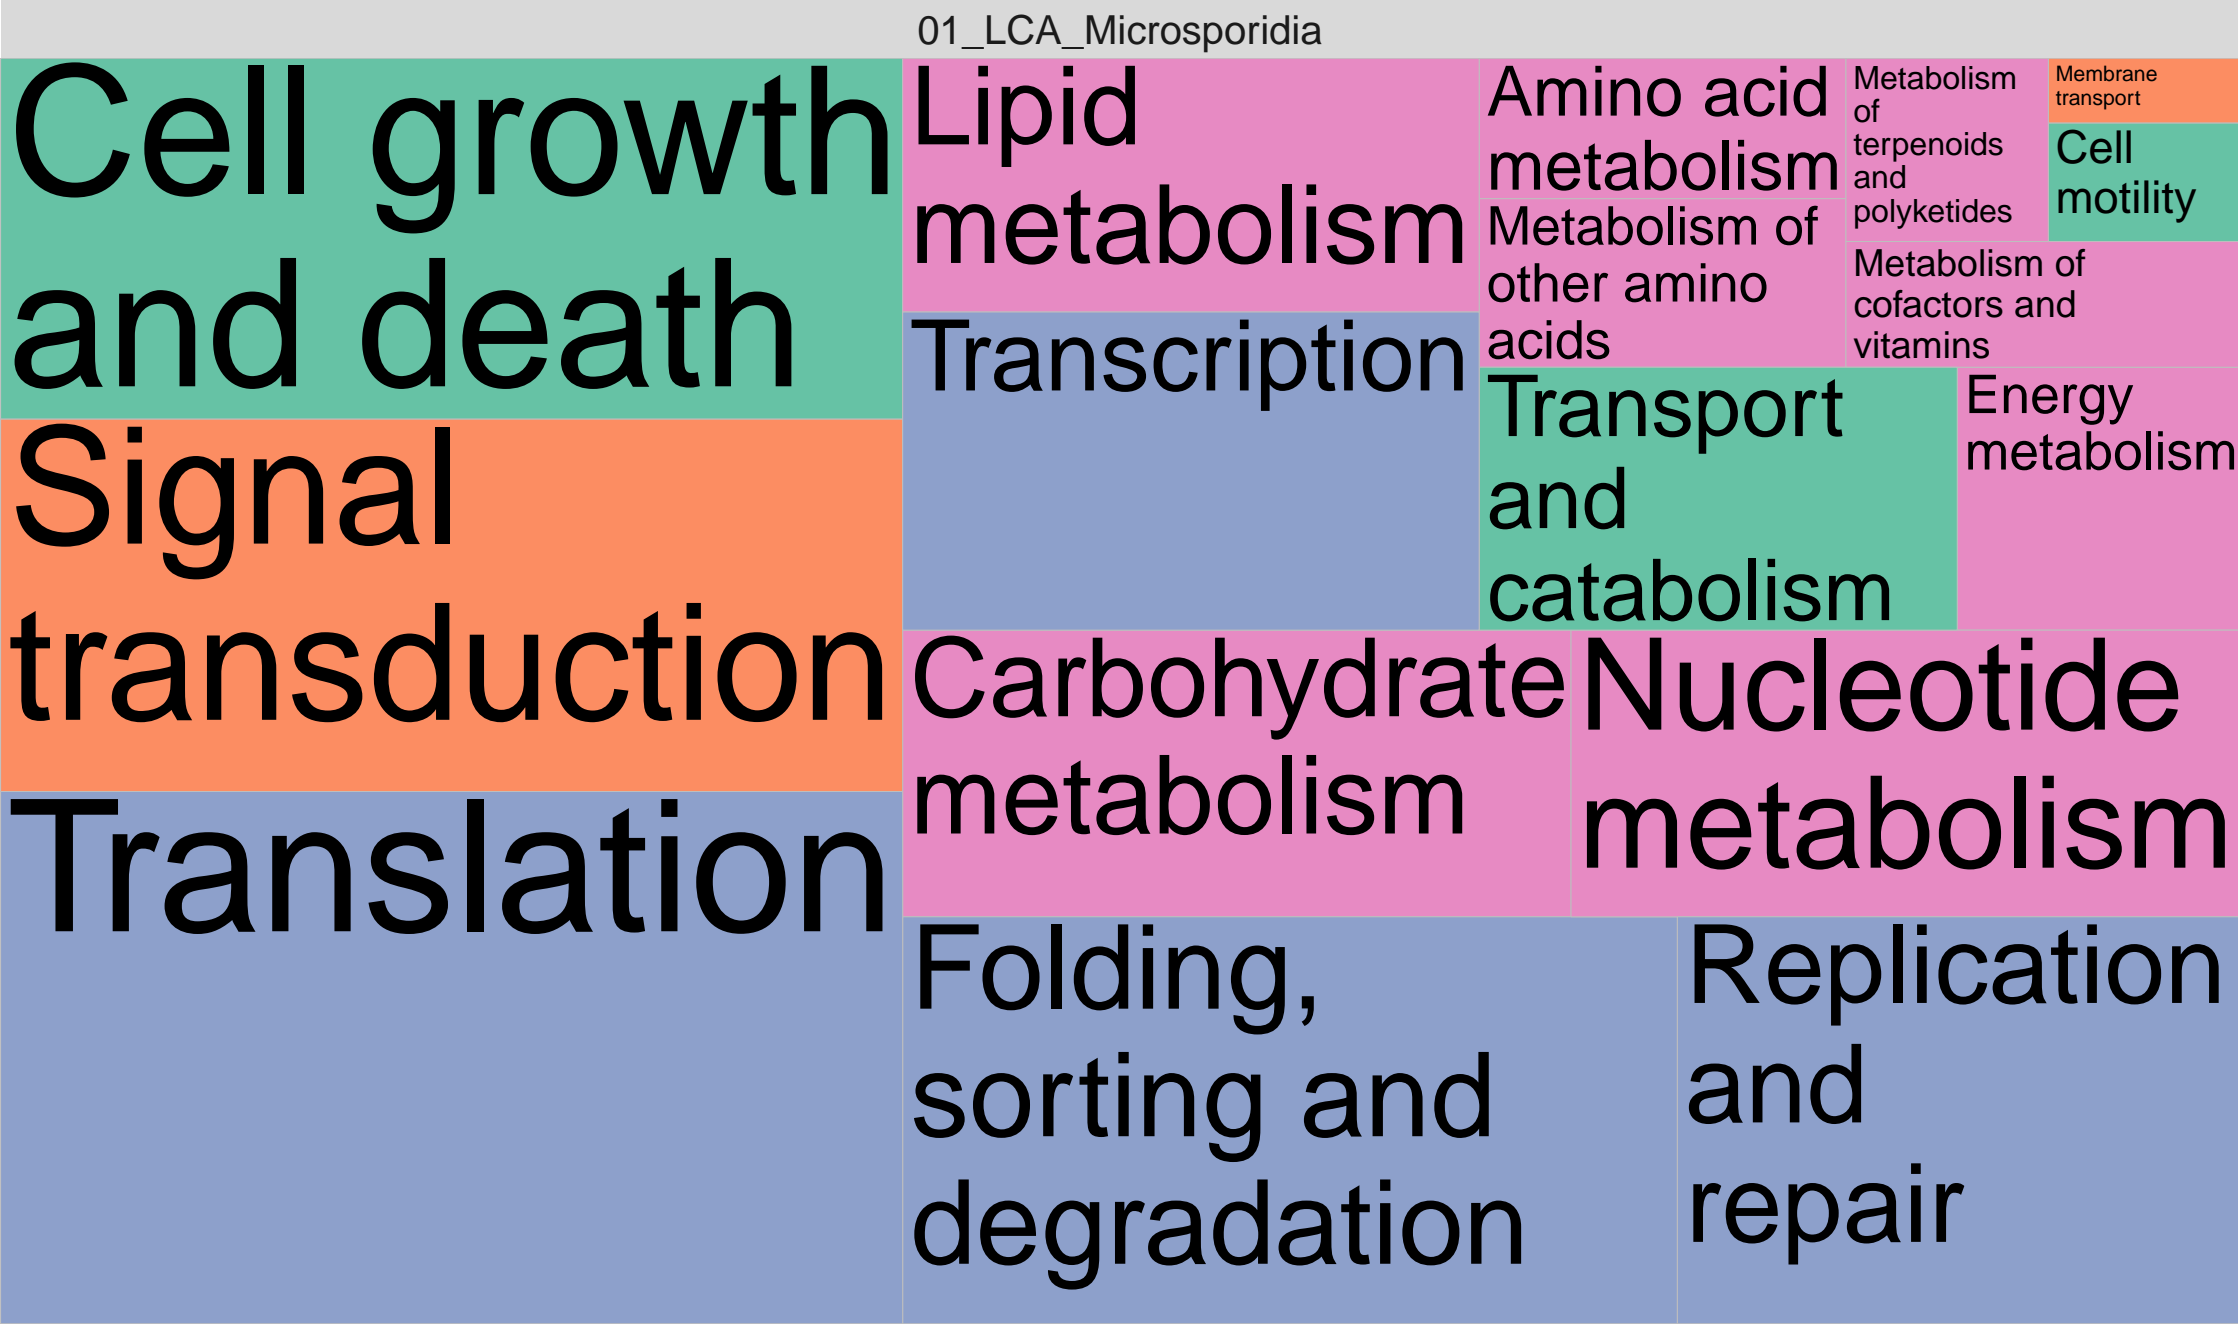 01_LCA_Microsporidia
Cell growth
and death
Signal
transduction
Translation
Lipid
metabolism
Transcription
Amino acid
metabolism
Metabolism of
other amino
acids
Metabolism
of
terpenoids
and
polyketides
Membrane
transport
Cell
motility
Metabolism of
cofactors and
vitamins
Transport
and
catabolism
Energy
metabolism
Carbohydrate
metabolism
Nucleotide
metabolism
Folding,
sorting and
degradation
Replication
and
repair